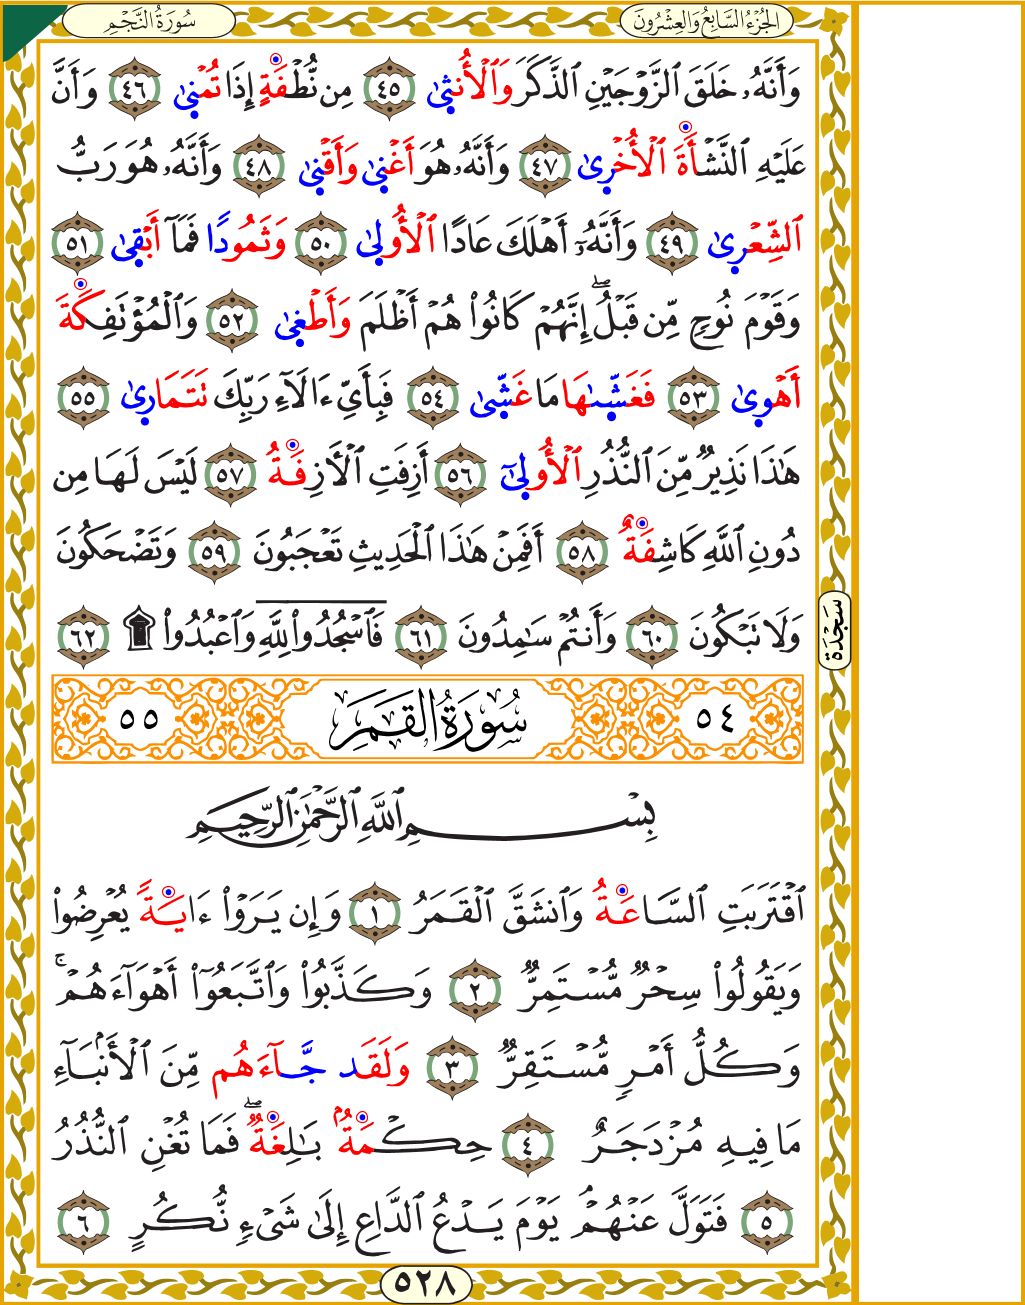 الجُزْءُ السَّابِعُ وَالعِشْرُونَ
سُورَةُ النَّجْمِ
وَأَنَّهُۥ خَلَقَ ٱلزَّوْجَيْنِ ٱلذَّكَرَ وَٱلْأُنثٜىٰ ٤٥ مِن نُّطْفَةٍ إِذَا تُمْنٜىٰ ٤٦ وَأَنَّ
عَلَيْهِ ٱلنَّشْأَةَ ٱلْأُخْرٜىٰ ٤٧ وَأَنَّهُۥ هُوَ أَغْنٜىٰ وَأَقْنٜىٰ ٤٨ وَأَنَّهُۥ هُوَ رَبُّ
ٱلشِّعْرٜىٰ ٤٩ وَأَنَّهُۥٓ أَهْلَكَ عَادًا ٱلْأُولٜىٰ ٥٠ وَثَمُودًا فَمَآ أَبْقٜىٰ ٥١
وَقَوْمَ نُوحٍ مِّن قَبْلُۖ إِنَّهُمْ كَانُوا۟ هُمْ أَظْلَمَ وَأَطْغٜىٰ ٥٢ وَٱلْمُؤْتَفِكَةَ
أَهْوٜىٰ ٥٣ فَغَشّٜىٰهَا مَا غَشّٜىٰ ٥٤ فَبِأَىِّ ءَالَآءِ رَبِّكَ تَتَمَارٜىٰ ٥٥
هَٰذَا نَذِيرٌ مِّنَ ٱلنُّذُرِ ٱلْأُولٜىٰٓ ٥٦ أَزِفَتِ ٱلْأَزِفَةُ ٥٧ لَيْسَ لَهَا مِن
دُونِ ٱللَّهِ كَاشِفَةٌ ٥٨ أَفَمِنْ هَٰذَا ٱلْحَدِيثِ تَعْجَبُونَ ٥٩ وَتَضْحَكُونَ
وَلَا تَبْكُونَ ٦٠ وَأَنتُمْ سَٰمِدُونَ ٦١ فَٱسْجُدُوا۟ لِلَّهِ وَٱعْبُدُوا۟ ۩ ٦٢
سَجْدَة
٥٤ سُورَةُ القَمَرِ ٥٥
بِسْمِ ٱللَّهِ ٱلرَّحْمَٰنِ ٱلرَّحِيمِ
ٱقْتَرَبَتِ ٱلسَّاعَةُ وَٱنشَقَّ ٱلْقَمَرُ ١ وَإِن يَرَوْا۟ ءَايَةً يُعْرِضُوا۟
وَيَقُولُوا۟ سِحْرٌ مُّسْتَمِرٌّ ٢ وَكَذَّبُوا۟ وَٱتَّبَعُوٓا۟ أَهْوَآءَهُمْۚ
وَكُلُّ أَمْرٍ مُّسْتَقِرٌّ ٣ وَلَقَد جَّآءَهُم مِّنَ ٱلْأَنۢبَآءِ
مَا فِيهِ مُزْدَجَرٌ ٤ حِكْمَةٌۢ بَٰلِغَةٌۖ فَمَا تُغْنِ ٱلنُّذُرُ
٥ فَتَوَلَّ عَنْهُمْ يَوْمَ يَدْعُ ٱلدَّاعِ إِلَىٰ شَىْءٍ نُّكُرٍ ٦
٥٢٨